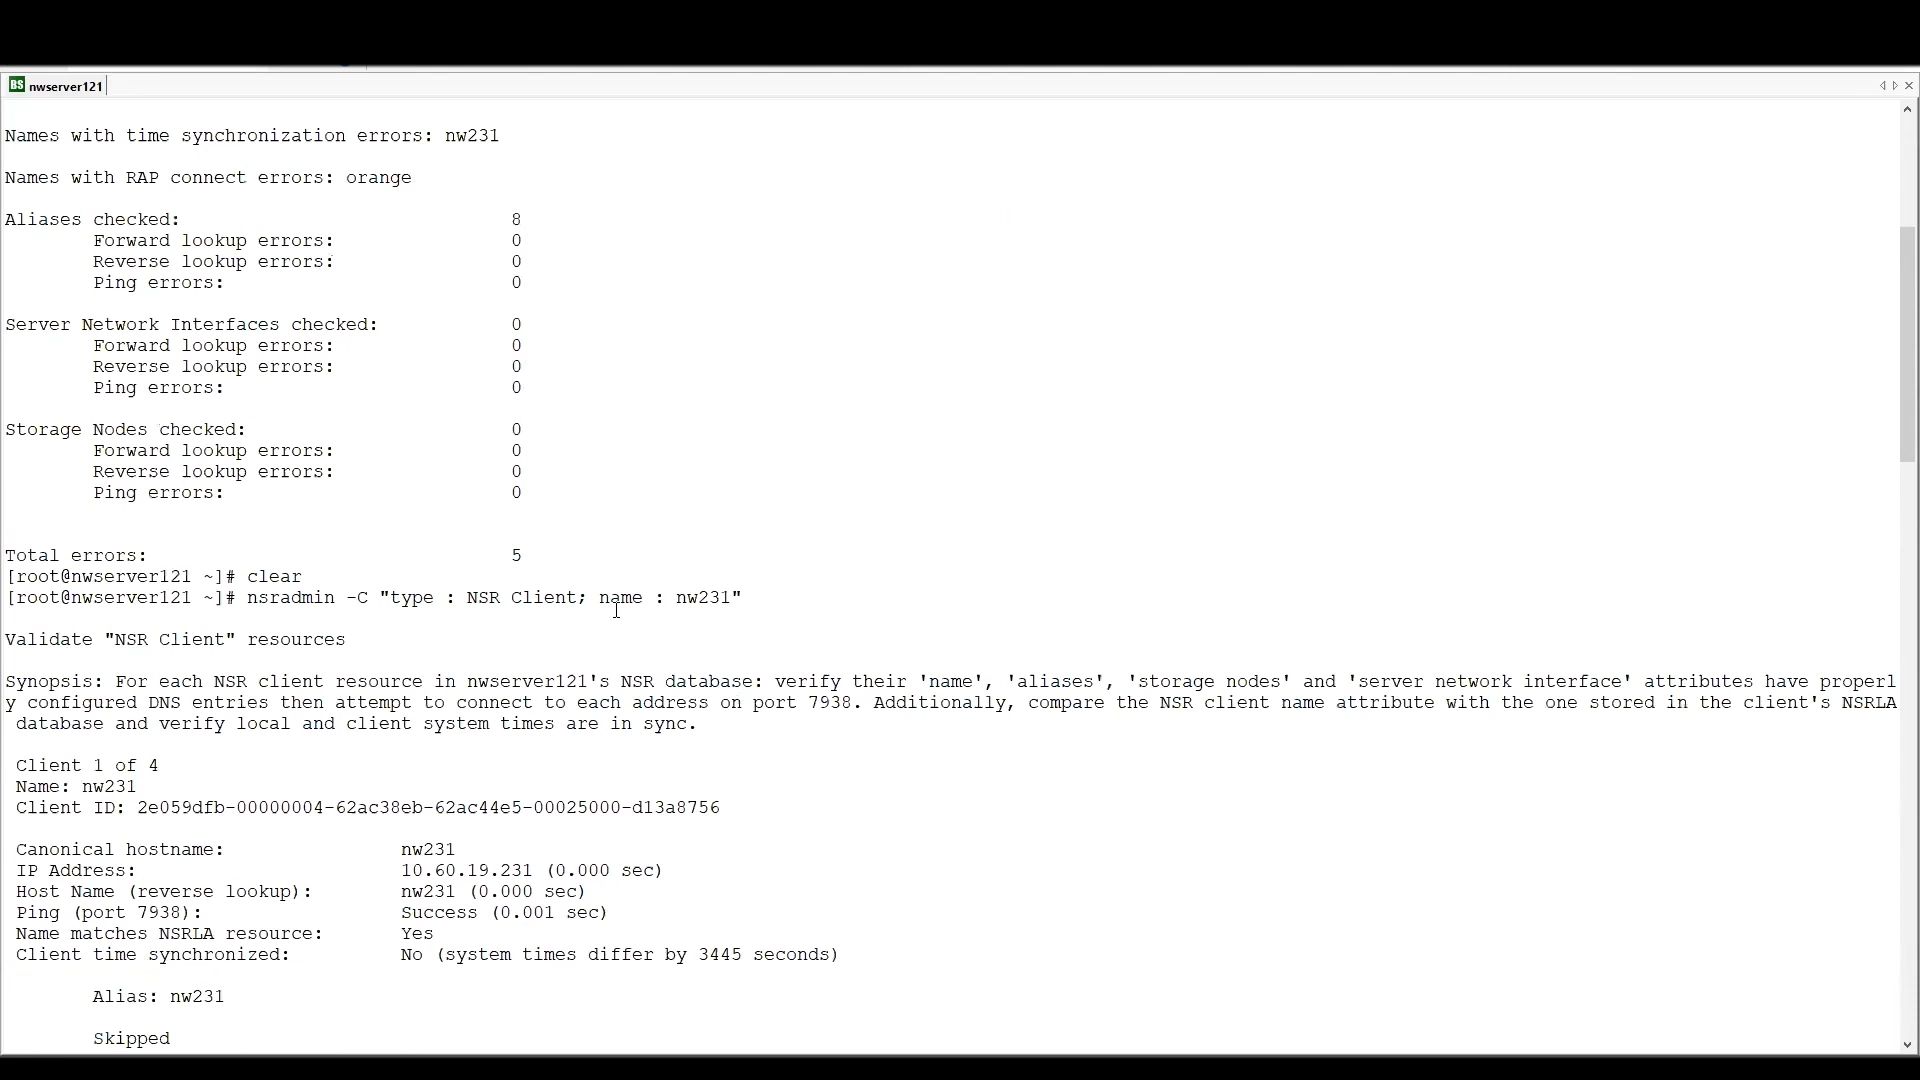 BS nwserver121
Names with time synchronization errors: nw231
Names with RAP connect errors: orange
Aliases checked: 8
Forward lookup errors: 0
Reverse lookup errors: 0
Ping errors: 0
Server Network Interfaces checked: 0
Forward lookup errors: 0
Reverse lookup errors: 0
Ping errors: 0
Storage Nodes checked: 0
Forward lookup errors: 0
Reverse lookup errors: 0
Ping errors: 0
Total errors: 5
[root@nwserver121 ~]# clear
[root@nwserver121 ~]# nsradmin -C "type : NSR Client; name : nw231"
Validate "NSR Client" resources
Synopsis: For each NSR client resource in nwserver121's NSR database: verify their 'name', 'aliases', 'storage nodes' and 'server network interface' attributes have properl
y configured DNS entries then attempt to connect to each address on port 7938. Additionally, compare the NSR client name attribute with the one stored in the client's NSRLA
database and verify local and client system times are in sync.
Client 1 of 4
Name: nw231
Client ID: 2e059dfb-00000004-62ac38eb-62ac44e5-00025000-d13a8756
Canonical hostname: nw231
IP Address: 10.60.19.231 (0.000 sec)
Host Name (reverse lookup): nw231 (0.000 sec)
Ping (port 7938): Success (0.001 sec)
Name matches NSRLA resource: Yes
Client time synchronized: No (system times differ by 3445 seconds)
Alias: nw231
Skipped